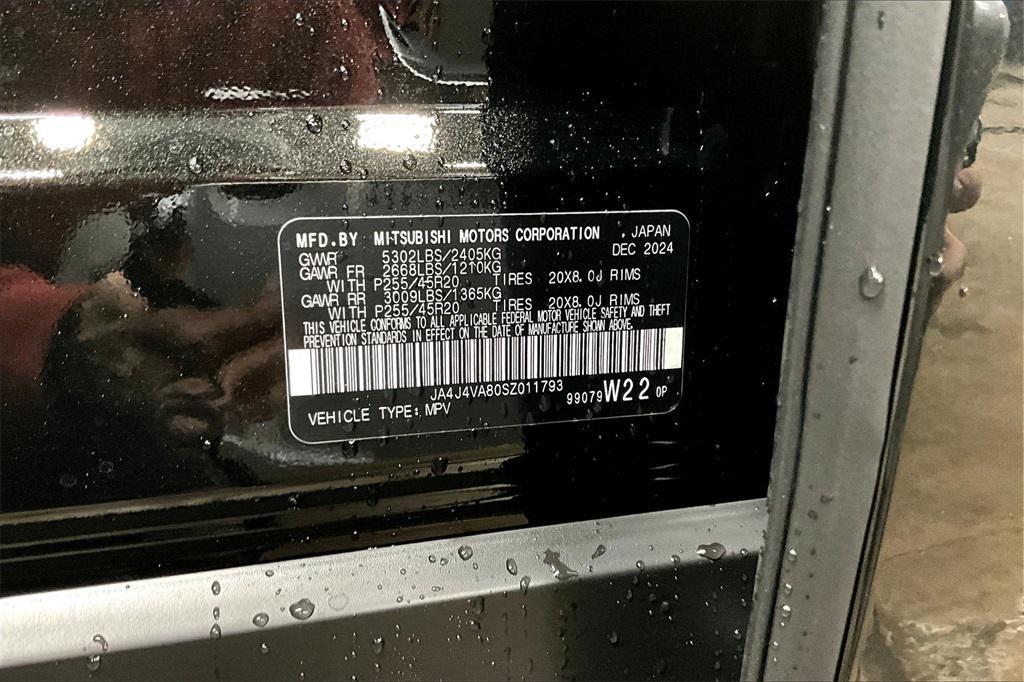 MFD.BY MITSUBISHI MOTORS CORPORATION , JAPAN
DEC 2024
GWVR 5302LBS/2405KG
GAWR FR 2668LBS/1210KG
WITH P255/45R20 TIRES 20X8.0J RIMS
GAWR RR 3009LBS/1365KG
WITH P255/45R20 TIRES 20X8.0J RIMS
THIS VEHICLE CONFORMS TO ALL APPLICABLE FEDERAL MOTOR VEHICLE SAFETY AND THEFT
PREVENTION STANDARDS IN EFFECT ON THE DATE OF MANUFACTURE SHOWN ABOVE.
JA4J4VA80SZ011793
99079 W22 0P
VEHICLE TYPE: MPV